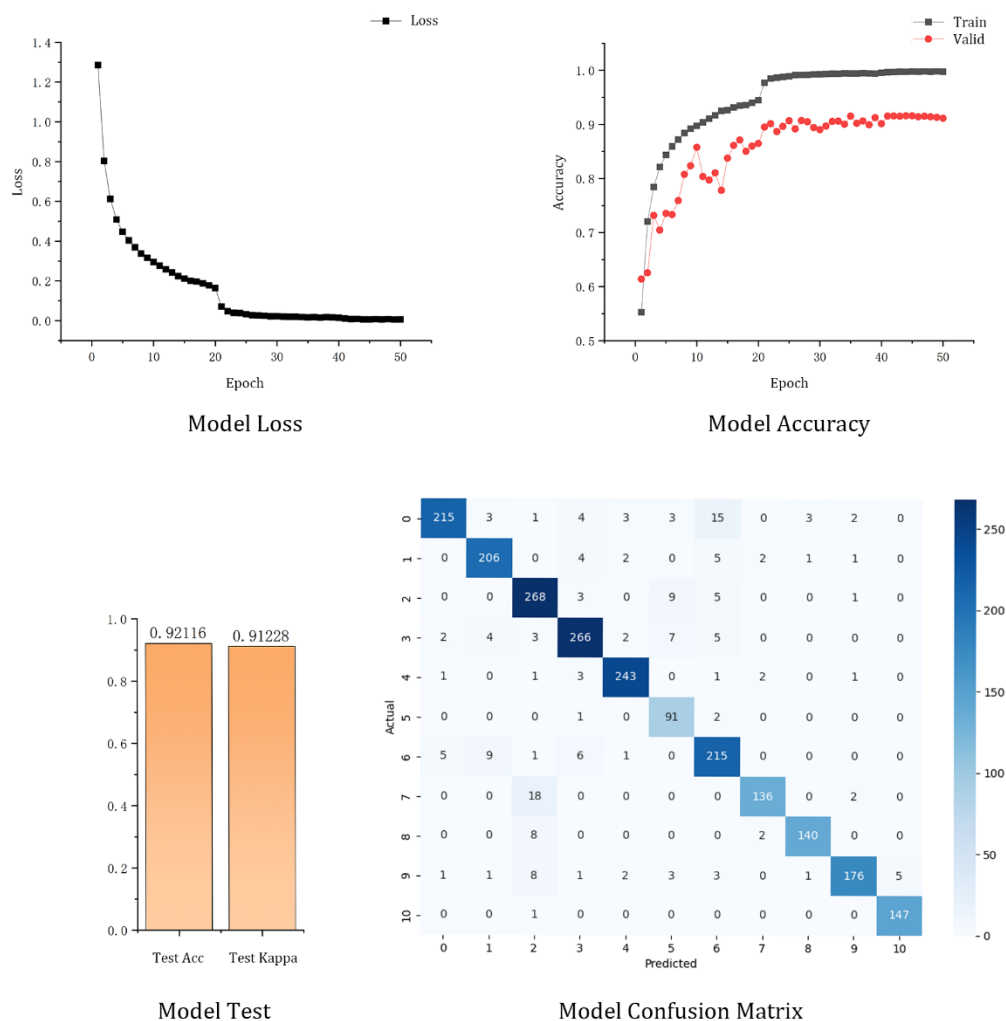 Loss
1.4
1.2
1.0
0.8
0.6
0.4
0.2
0.0
Loss
0 10 20 30 40 50
Epoch
Model Loss
Train
Valid
1.0
0.9
0.8
0.7
0.6
0.5
Accuracy
0 10 20 30 40 50
Epoch
Model Accuracy
1.0
0.8
0.6
0.4
0.2
0.0
0.92116 0.91228
Test Acc Test Kappa
Model Test
Actual
0 215 3 1 4 3 3 15 0 3 2 0
1 0 206 0 4 2 0 5 2 1 1 0
2 0 0 268 3 0 9 5 0 0 1 0
3 2 4 3 266 2 7 5 0 0 0 0
4 1 0 1 3 243 0 1 2 0 1 0
5 0 0 0 1 0 91 2 0 0 0 0
6 5 9 1 6 1 0 215 0 0 0 0
7 0 0 18 0 0 0 0 136 0 2 0
8 0 0 8 0 0 0 0 2 140 0 0
9 1 1 8 1 2 3 3 0 1 176 5
10 0 0 1 0 0 0 0 0 0 0 147
0 1 2 3 4 5 6 7 8 9 10
Predicted
250
200
150
100
50
0
Model Confusion Matrix